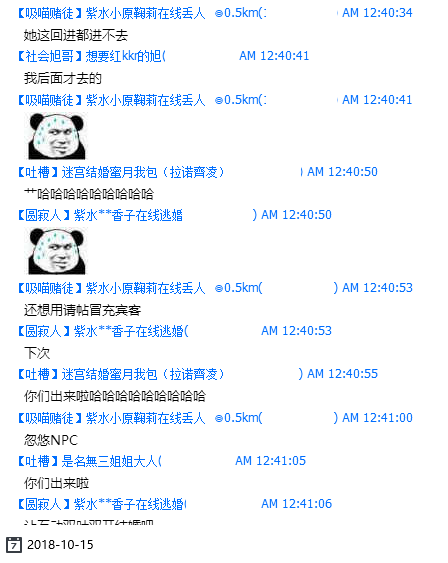 【吸喵赌徒】紫水小原鞠莉在线丢人 ⊚0.5km( ) AM 12:40:34
她这回进都进不去
【社会旭哥】想要红kkr的旭( AM 12:40:41
我后面才去的
【吸喵赌徒】紫水小原鞠莉在线丢人 ⊚0.5km( ) AM 12:40:41
【吐槽】迷宫结婚蜜月我包（拉诺齊凌） ) AM 12:40:50
艹哈哈哈哈哈哈哈哈哈
【圆寂人】紫水**香子在线逃婚 ) AM 12:40:50
【吸喵赌徒】紫水小原鞠莉在线丢人 ⊚0.5km( ) AM 12:40:53
还想用请帖冒充宾客
【圆寂人】紫水**香子在线逃婚( AM 12:40:53
下次
【吐槽】迷宫结婚蜜月我包（拉诺齊凌） ) AM 12:40:55
你们出来啦哈哈哈哈哈哈哈哈哈
【吸喵赌徒】紫水小原鞠莉在线丢人 ⊚0.5km( ) AM 12:41:00
忽悠NPC
【吐槽】是名無三姐姐大人( AM 12:41:05
你们出来啦
【圆寂人】紫水**香子在线逃婚( AM 12:41:06
7 2018-10-15